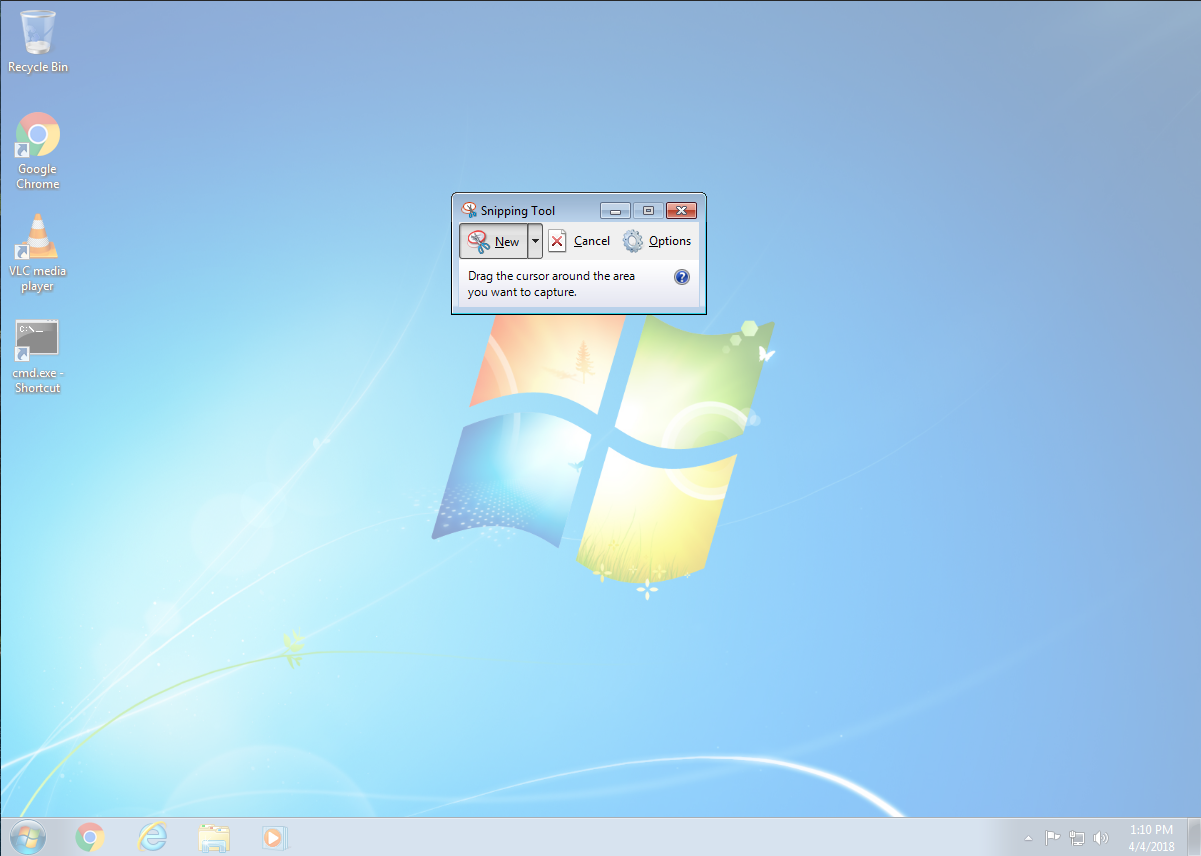 Recycle Bin
Google
Chrome
VLC media
player
C:\._
cmd.exe -
Shortcut
Snipping Tool
New
Cancel
Options
Drag the cursor around the area
you want to capture.
?
1:10 PM
4/4/2018